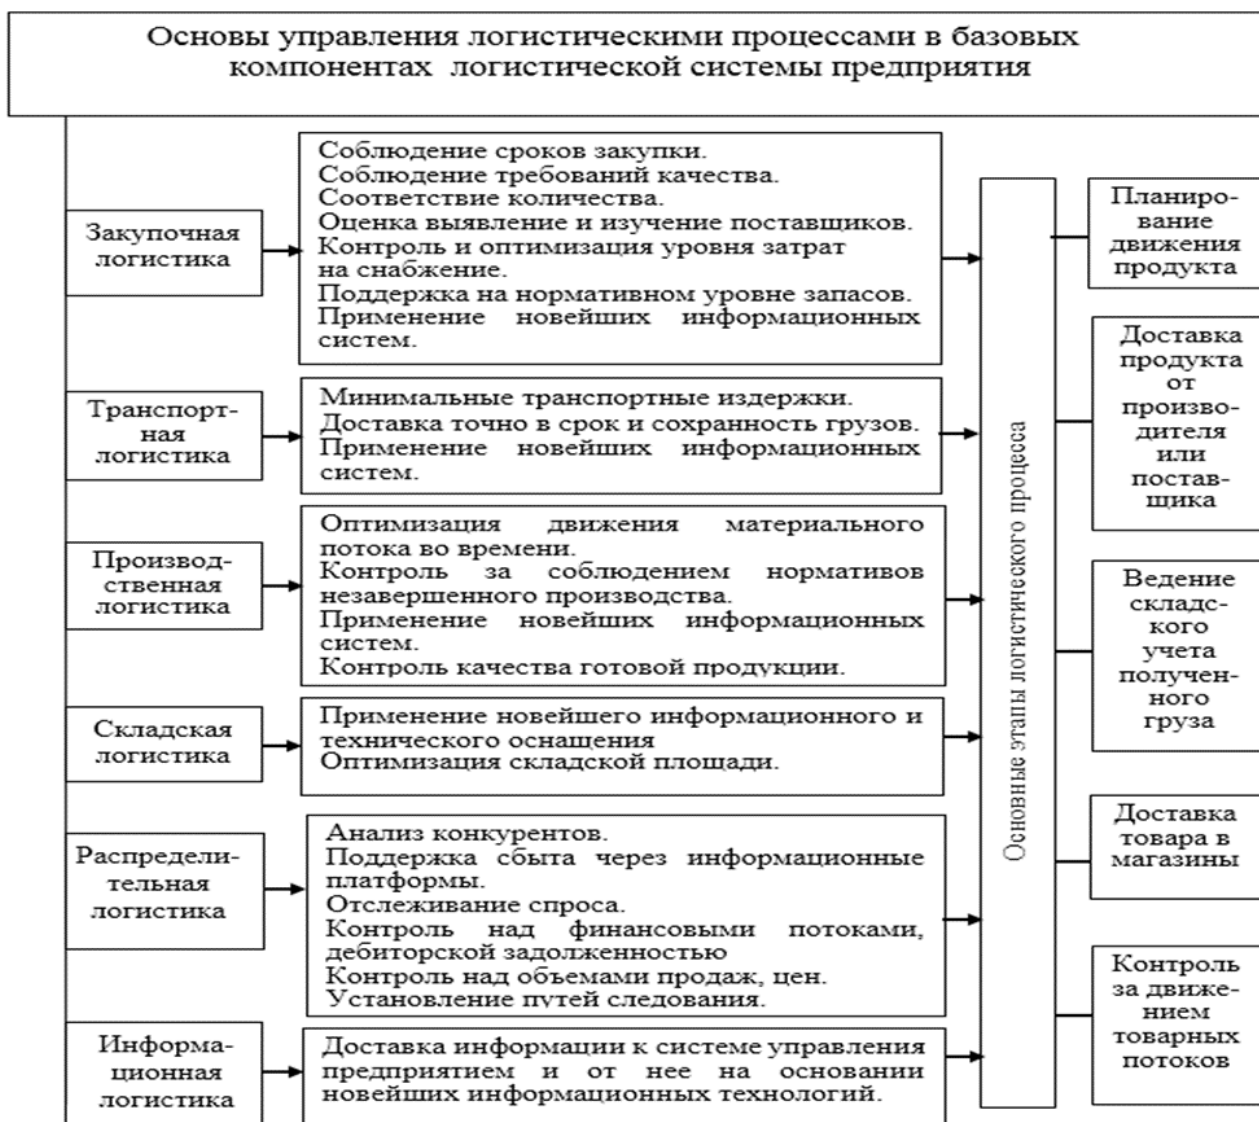 Основы управления логистическими процессами в базовых
компонентах логистической системы предприятия
Закупочная
логистика
Соблюдение сроков закупки.
Соблюдение требований качества.
Соответствие количества.
Оценка выявление и изучение поставщиков.
Контроль и оптимизация уровня затрат
на снабжение.
Поддержка на нормативном уровне запасов.
Применение новейших информационных
систем.
Транспорт-
ная
логистика
Минимальные транспортные издержки.
Доставка точно в срок и сохранность грузов.
Применение новейших информационных
систем.
Производ-
ственная
логистика
Оптимизация движения материального
потока во времени.
Контроль за соблюдением нормативов
незавершенного производства.
Применение новейших информационных
систем.
Контроль качества готовой продукции.
Складская
логистика
Применение новейшего информационного и
технического оснащения
Оптимизация складской площади.
Распредели-
тельная
логистика
Анализ конкурентов.
Поддержка сбыта через информационные
платформы.
Отслеживание спроса.
Контроль над финансовыми потоками,
дебиторской задолженностью
Контроль над объемами продаж, цен.
Установление путей следования.
Информа-
ционная
логистика
Доставка информации к системе управления
предприятием и от нее на основании
новейших информационных технологий.
Основные этапы логистического процесса
Планиро-
вание
движения
продукта
Доставка
продукта
от
произво-
дителя
или
постав-
щика
Ведение
складс-
кого
учета
получен-
ного
груза
Доставка
товара в
магазины
Контроль
за движе-
нием
товарных
потоков